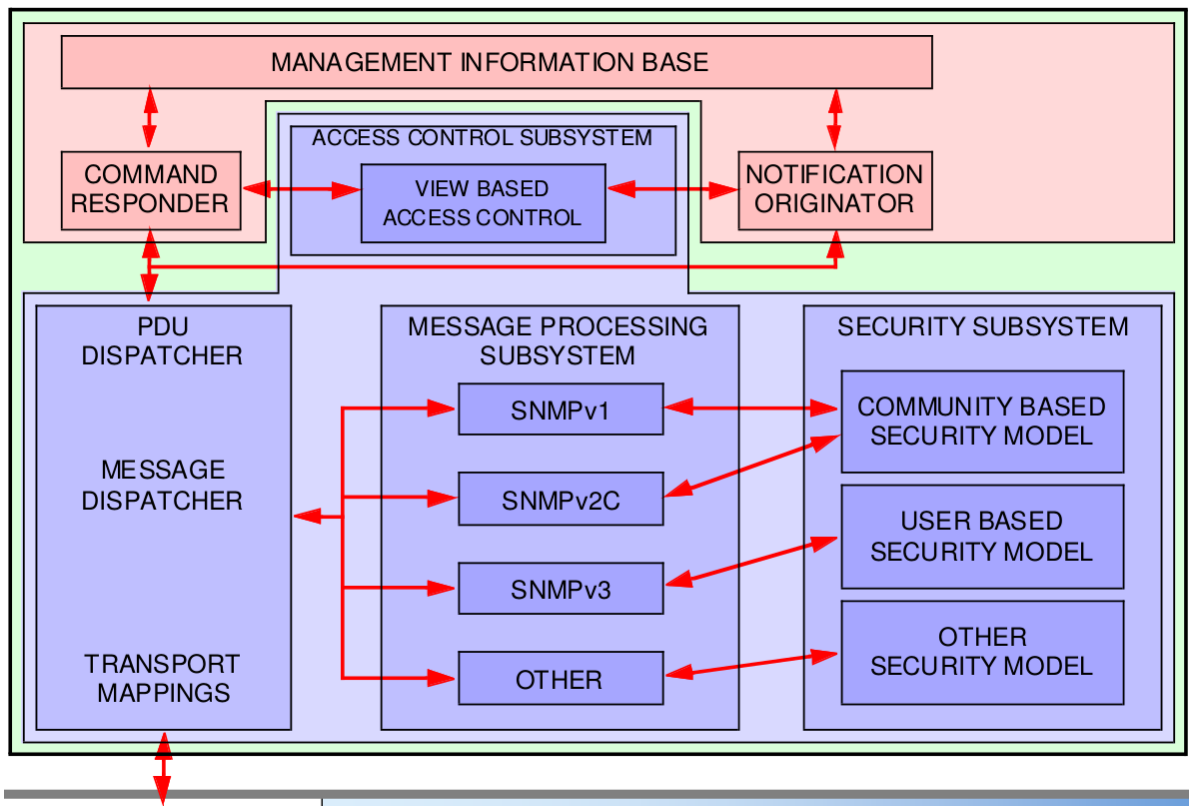 MANAGEMENT INFORMATION BASE
ACCESS CONTROL SUBSYSTEM
COMMAND
RESPONDER
VIEW BASED
ACCESS CONTROL
NOTIFICATION
ORIGINATOR
PDU
DISPATCHER
MESSAGE
DISPATCHER
TRANSPORT
MAPPINGS
MESSAGE PROCESSING
SUBSYSTEM
SNMPv1
SNMPv2C
SNMPv3
OTHER
SECURITY SUBSYSTEM
COMMUNITY BASED
SECURITY MODEL
USER BASED
SECURITY MODEL
OTHER
SECURITY MODEL